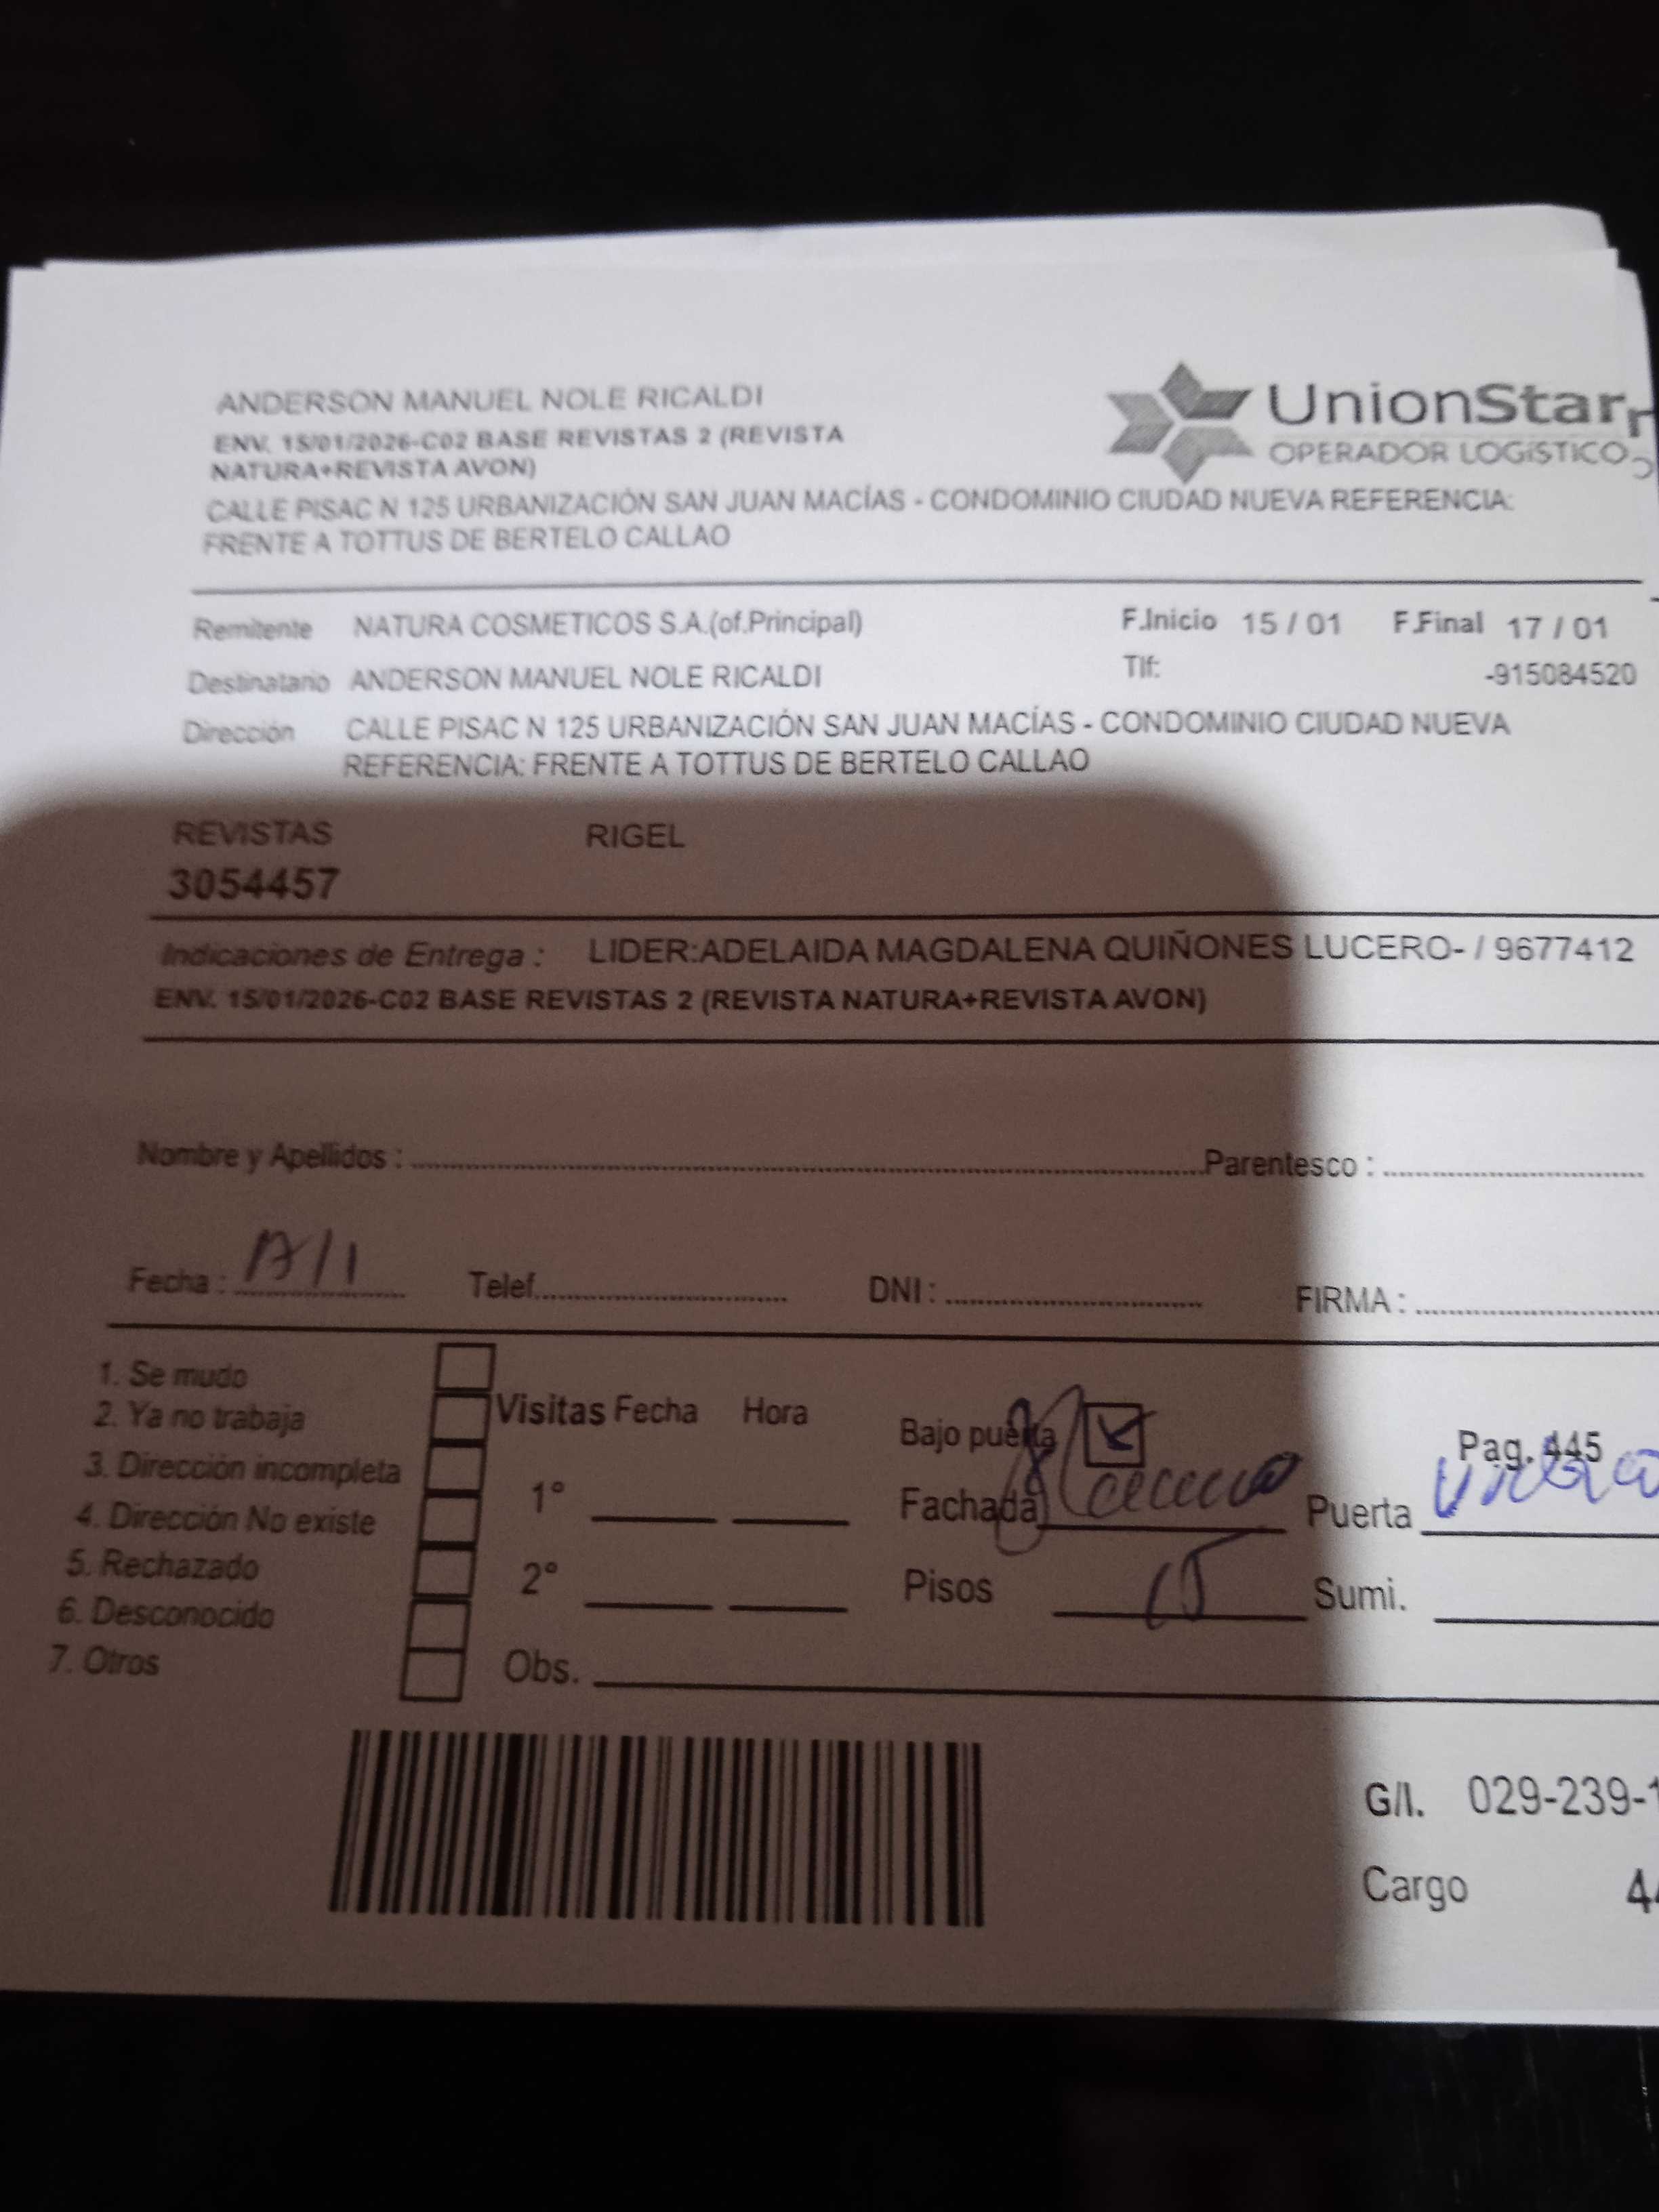 ANDERSON MANUEL NOLE RICALDI
UnionStar
OPERADOR LOGÍSTICO
ENV. 15/01/2026-C02 BASE REVISTAS 2 (REVISTA
NATURA+REVISTA AVON)
CALLE PISAC N 125 URBANIZACIÓN SAN JUAN MACÍAS - CONDOMINIO CIUDAD NUEVA REFERENCIA:
FRENTE A TOTTUS DE BERTELO CALLAO
Remitente NATURA COSMETICOS S.A.(of.Principal) F.Inicio 15 / 01 F.Final 17 / 01
Destinatario ANDERSON MANUEL NOLE RICALDI Tlf: -915084520
Dirección CALLE PISAC N 125 URBANIZACIÓN SAN JUAN MACÍAS - CONDOMINIO CIUDAD NUEVA
REFERENCIA: FRENTE A TOTTUS DE BERTELO CALLAO
REVISTAS RIGEL
3054457
Indicaciones de Entrega : LIDER:ADELAIDA MAGDALENA QUIÑONES LUCERO- / 9677412
ENV. 15/01/2026-C02 BASE REVISTAS 2 (REVISTA NATURA+REVISTA AVON)
Nombre y Apellidos : Parentesco :
Fecha : 17/1 Telef. DNI : FIRMA :
1. Se mudo
2. Ya no trabaja
3. Dirección incompleta
4. Dirección No existe
5. Rechazado
6. Desconocido
7. Otros
Visitas Fecha Hora
1°
2°
Obs.
Bajo puerta Pag. 445
Fachada Puerta
Pisos 15 Sumi.
G/I. 029-239-1
Cargo 44